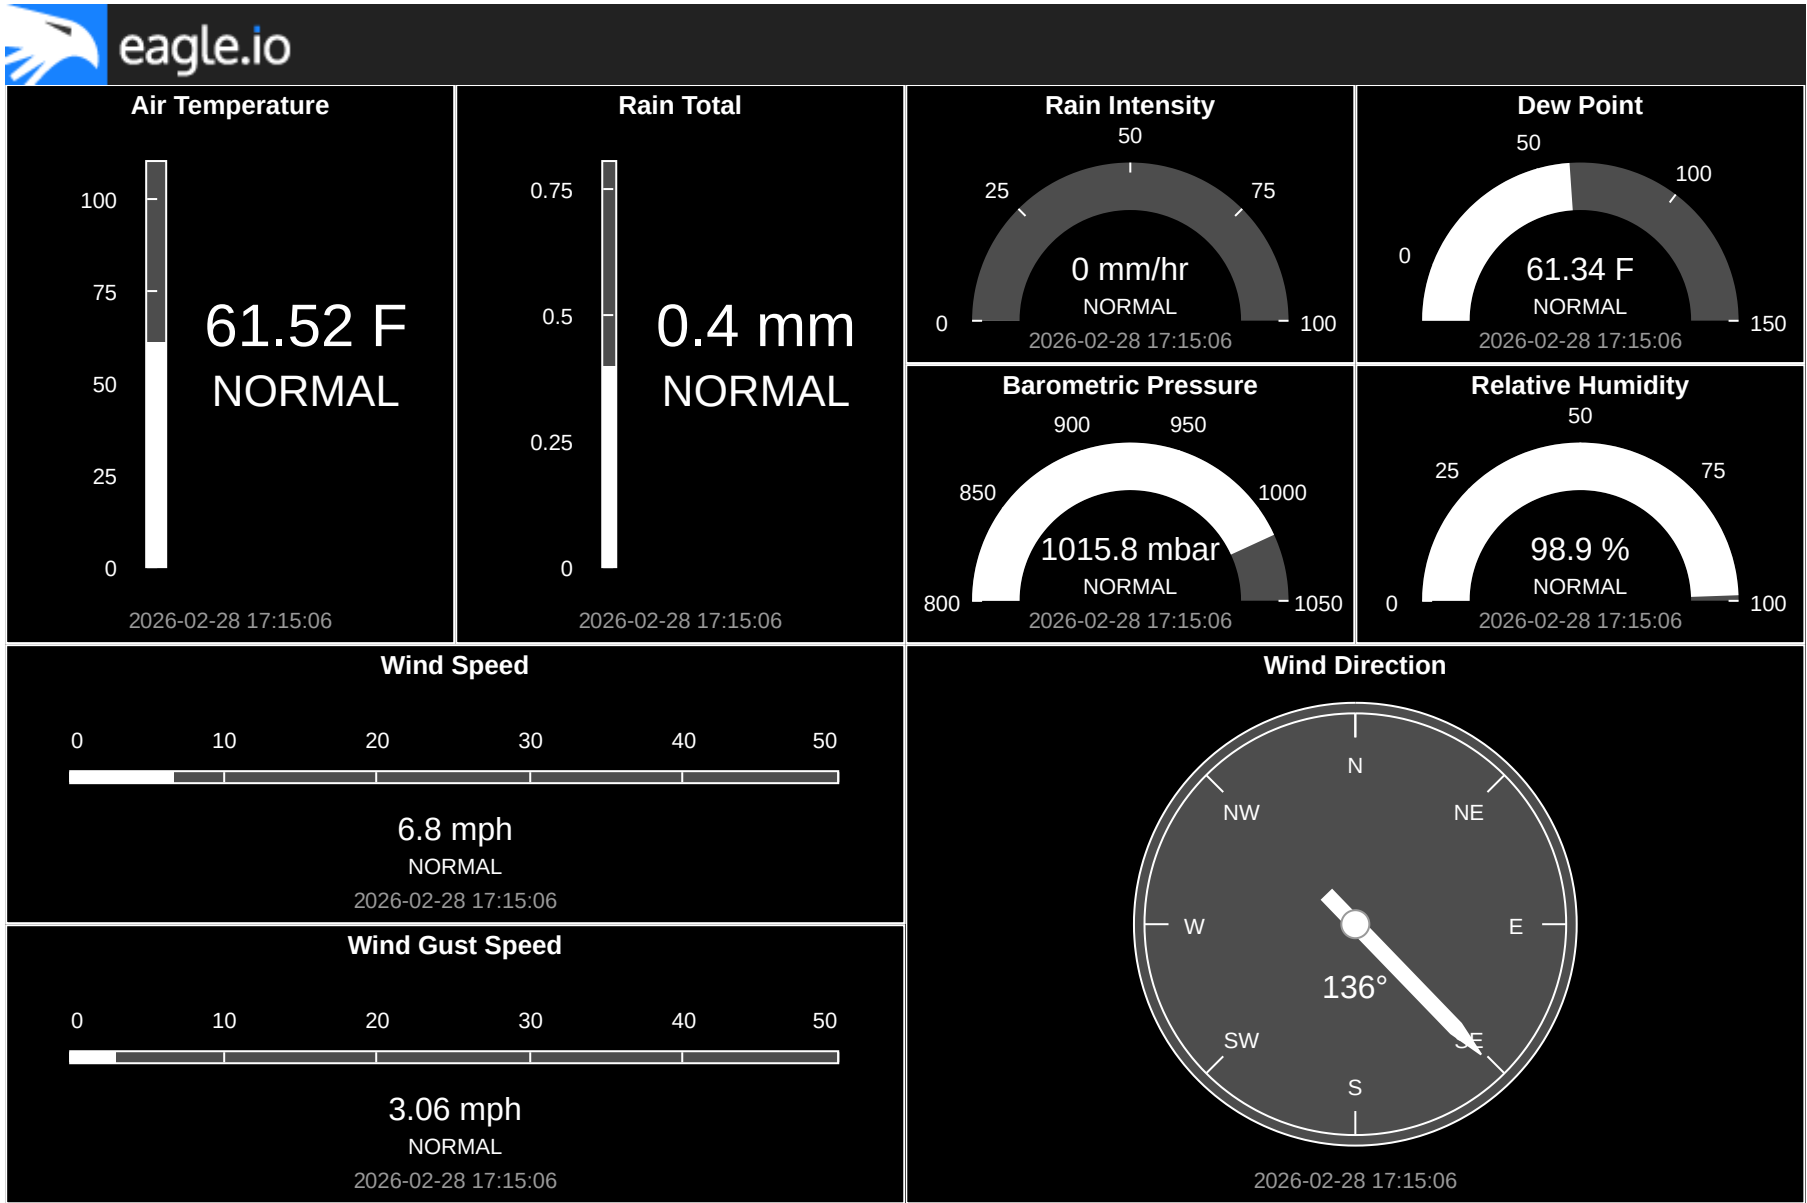 eagle.io
Air Temperature
100
75
50
25
0
61.52 F
NORMAL
2026-02-28 17:15:06
Rain Total
0.75
0.5
0.25
0
0.4 mm
NORMAL
2026-02-28 17:15:06
Rain Intensity
0
25
50
75
100
0 mm/hr
NORMAL
2026-02-28 17:15:06
Dew Point
0
50
100
150
61.34 F
NORMAL
2026-02-28 17:15:06
Barometric Pressure
800
850
900
950
1000
1050
1015.8 mbar
NORMAL
2026-02-28 17:15:06
Relative Humidity
0
25
50
75
100
98.9 %
NORMAL
2026-02-28 17:15:06
Wind Speed
0 10 20 30 40 50
6.8 mph
NORMAL
2026-02-28 17:15:06
Wind Gust Speed
0 10 20 30 40 50
3.06 mph
NORMAL
2026-02-28 17:15:06
Wind Direction
N
NW NE
W E
136°
SW SE
S
2026-02-28 17:15:06